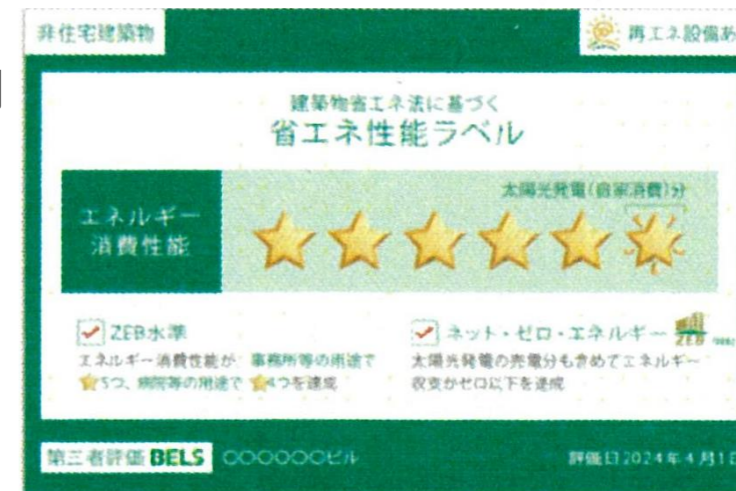 非住宅建築物
再エネ設備あ
建築物省エネ法に基づく
省エネ性能ラベル
太陽光発電(自家消費)分
エネルギー
消費性能
ZEB水準
エネルギー消費性能が、事務所等の用途で
5つ、病院等の用途で 4つを達成
ネット・ゼロ・エネルギー
ZEB
太陽光発電の売電分も含めてエネルギー
収支がゼロ以下を達成
第三者評価 BELS 〇〇〇〇〇〇ビル
評価日2024年4月1日